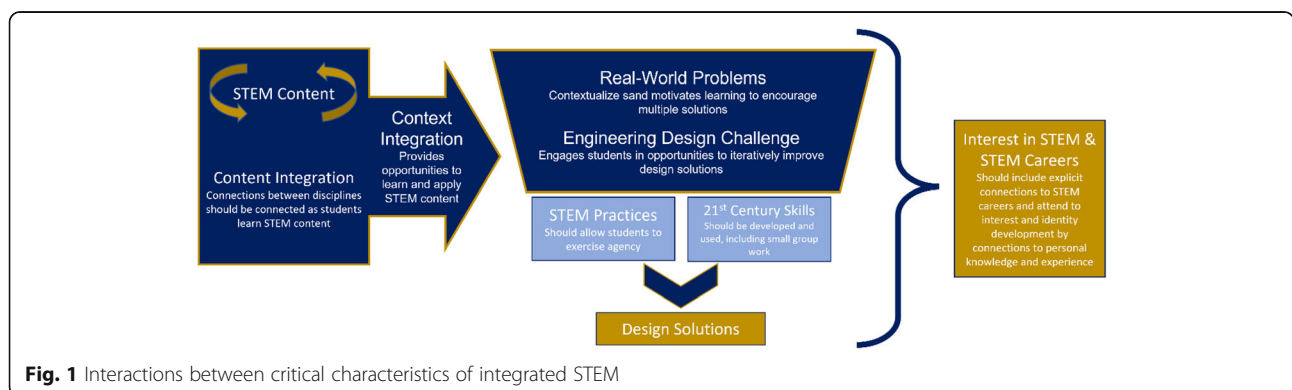 STEM Content
Content Integration
Connections between disciplines
should be connected as students
learn STEM content
Context
Integration
Provides
opportunities to
learn and apply
STEM content
Real-World Problems
Contextualize sand motivates learning to encourage
multiple solutions
Engineering Design Challenge
Engages students in opportunities to iteratively improve
design solutions
STEM Practices
Should allow students to
exercise agency
21st Century Skills
Should be developed and
used, including small group
work
Design Solutions
Interest in STEM &
STEM Careers
Should include explicit
connections to STEM
careers and attend to
interest and identity
development by
connections to personal
knowledge and experience
Fig. 1 Interactions between critical characteristics of integrated STEM